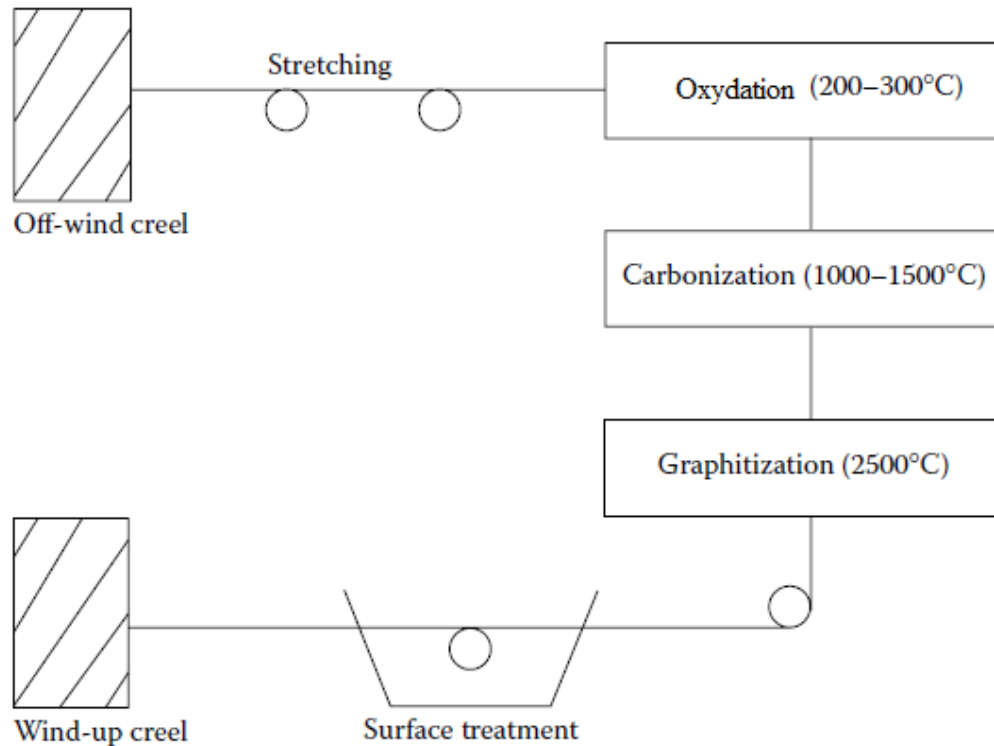 Stretching
Oxydation (200–300°C)
Off-wind creel
Carbonization (1000–1500°C)
Graphitization (2500°C)
Wind-up creel
Surface treatment